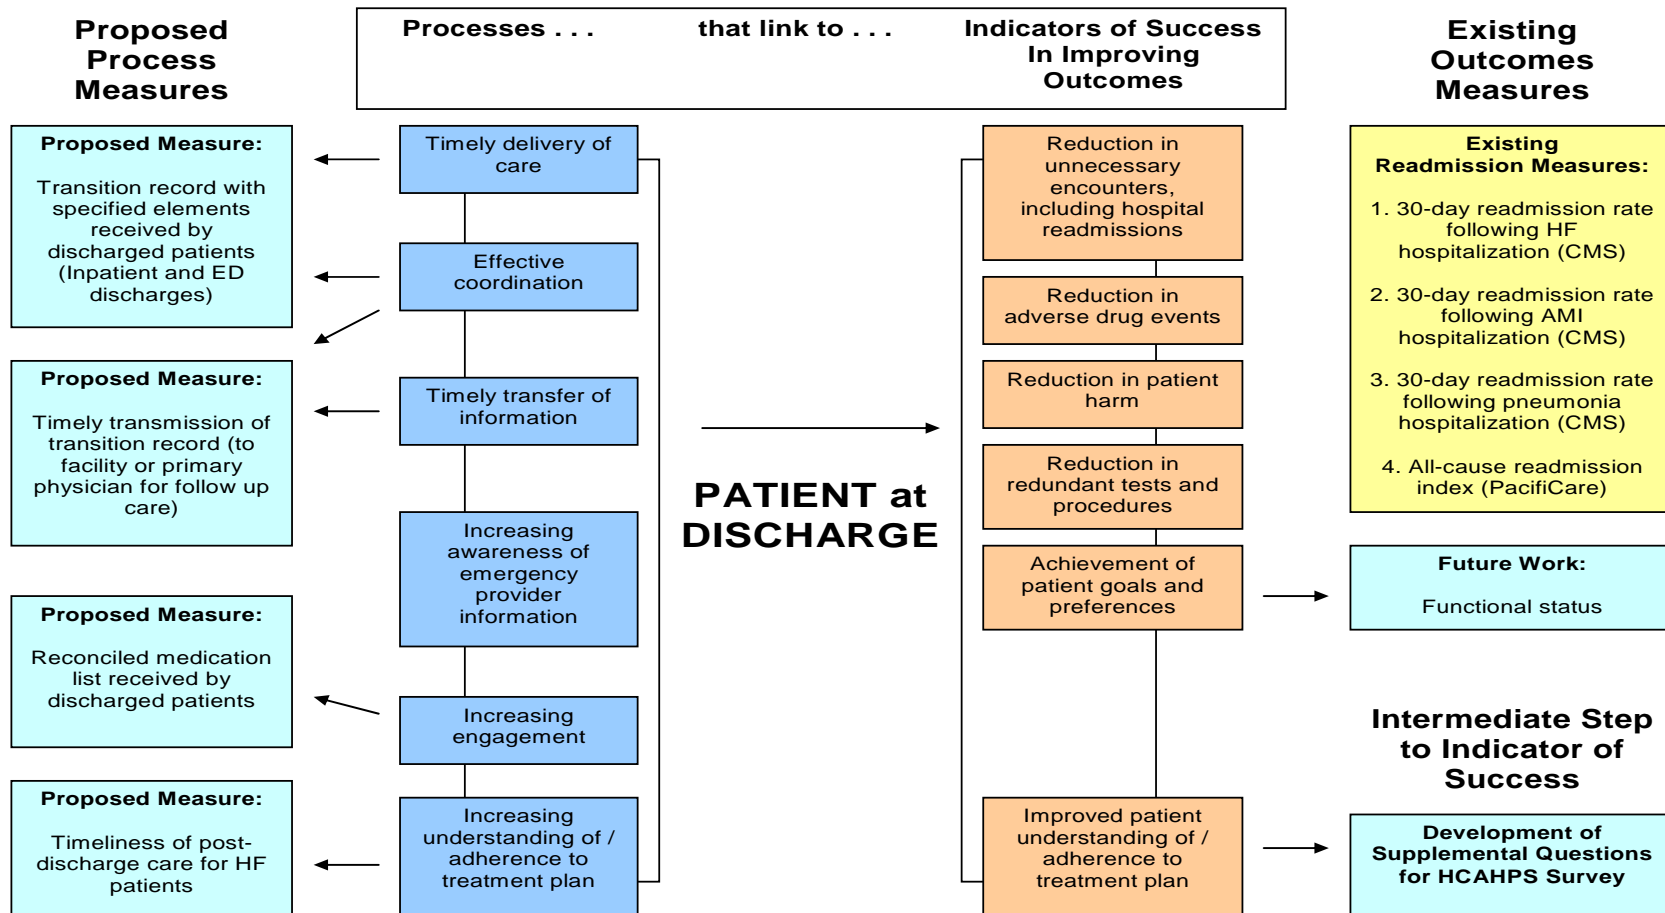 Proposed
Process
Measures
Processes . . .
that link to . . .
Indicators of Success
In Improving
Outcomes
Existing
Outcomes
Measures
Proposed Measure:
Transition record with
specified elements
received by
discharged patients
(Inpatient and ED
discharges)
Proposed Measure:
Timely transmission of
transition record (to
facility or primary
physician for follow up
care)
Proposed Measure:
Reconciled medication
list received by
discharged patients
Proposed Measure:
Timeliness of post-
discharge care for HF
patients
Timely delivery of
care
Effective
coordination
Timely transfer of
information
Increasing
awareness of
emergency
provider
information
Increasing
engagement
Increasing
understanding of /
adherence to
treatment plan
PATIENT at
DISCHARGE
Reduction in
unnecessary
encounters,
including hospital
readmissions
Reduction in
adverse drug events
Reduction in patient
harm
Reduction in
redundant tests and
procedures
Achievement of
patient goals and
preferences
Improved patient
understanding of /
adherence to
treatment plan
Existing
Readmission Measures:
1. 30-day readmission rate
following HF
hospitalization (CMS)
2. 30-day readmission rate
following AMI
hospitalization (CMS)
3. 30-day readmission rate
following pneumonia
hospitalization (CMS)
4. All-cause readmission
index (PacifiCare)
Future Work:
Functional status
Intermediate Step
to Indicator of
Success
Development of
Supplemental Questions
for HCAHPS Survey